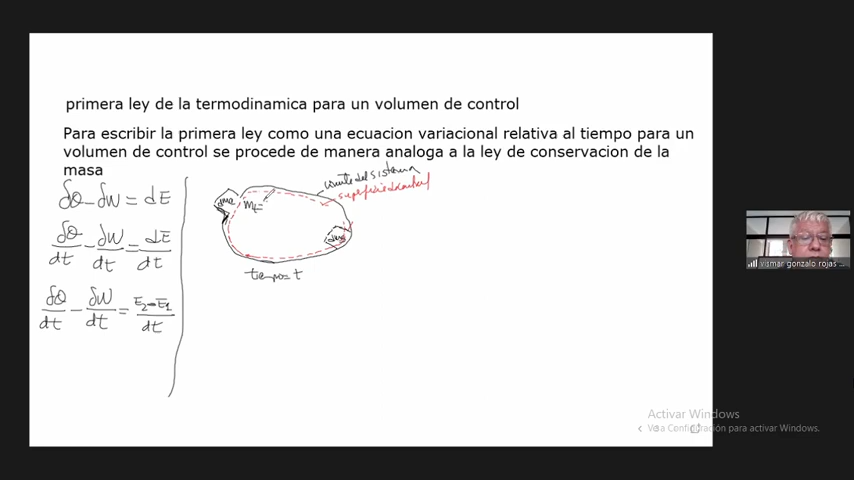 primera ley de la termodinamica para un volumen de control
Para escribir la primera ley como una ecuacion variacional relativa al tiempo para un
volumen de control se procede de manera analoga a la ley de conservacion de la
masa
δQ - δW = dE
δQ/dt - δW/dt = dE/dt
δQ/dt - δW/dt = E2-E1/dt
del sistema
superficie de control
mt=
tiempo t
vismar gonzalo rojas
Activar Windows
Ve a Configuración para activar Windows.